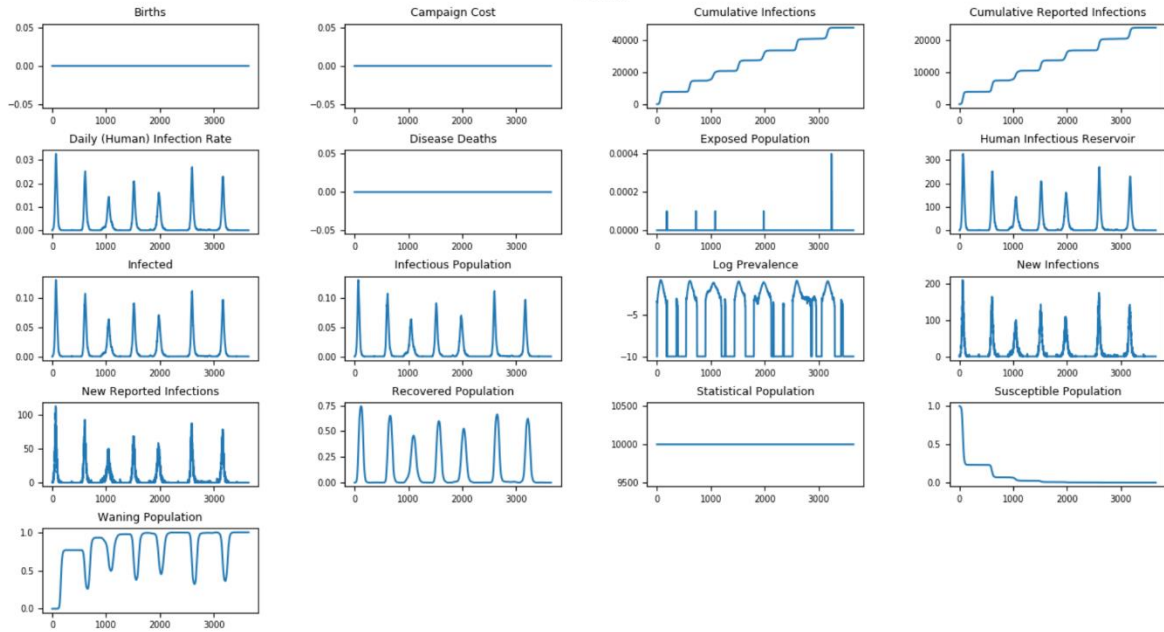 Births
0.05
0.00
−0.05
0 1000 2000 3000
Campaign Cost
0.05
0.00
−0.05
0 1000 2000 3000
Cumulative Infections
40000
20000
0
0 1000 2000 3000
Cumulative Reported Infections
20000
10000
0
0 1000 2000 3000
Daily (Human) Infection Rate
0.03
0.02
0.01
0.00
0 1000 2000 3000
Disease Deaths
0.05
0.00
−0.05
0 1000 2000 3000
Exposed Population
0.0004
0.0002
0.0000
0 1000 2000 3000
Human Infectious Reservoir
300
200
100
0
0 1000 2000 3000
Infected
0.10
0.05
0.00
0 1000 2000 3000
Infectious Population
0.10
0.05
0.00
0 1000 2000 3000
Log Prevalence
−5
−10
0 1000 2000 3000
New Infections
200
100
0
0 1000 2000 3000
New Reported Infections
100
50
0
0 1000 2000 3000
Recovered Population
0.75
0.50
0.25
0.00
0 1000 2000 3000
Statistical Population
10500
10000
9500
0 1000 2000 3000
Susceptible Population
1.0
0.5
0.0
0 1000 2000 3000
Waning Population
1.0
0.5
0.0
0 1000 2000 3000